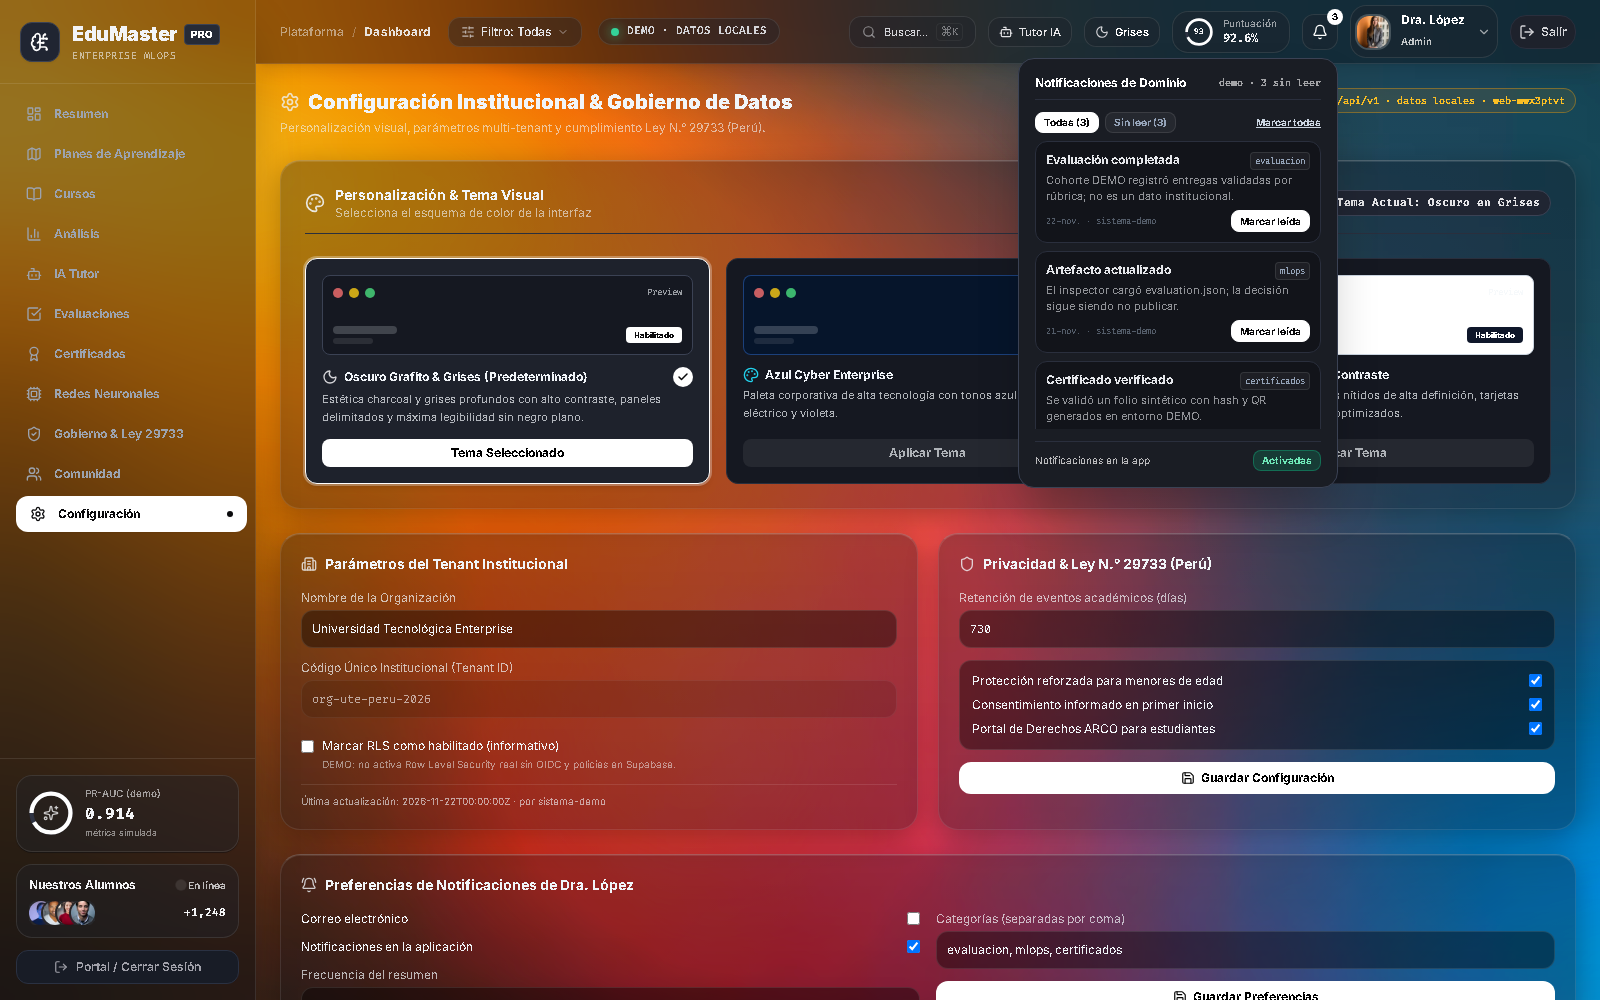 EduMaster PRO
ENTERPRISE MLOPS
Resumen
Planes de Aprendizaje
Cursos
Análisis
IA Tutor
Evaluaciones
Certificados
Redes Neuronales
Gobierno & Ley 29733
Comunidad
Configuración
PR-AUC (demo)
0.914
métrica simulada
Nuestros Alumnos
En línea
+1,248
Portal / Cerrar Sesión
Plataforma / Dashboard
Filtro: Todas
DEMO · DATOS LOCALES
Buscar... ⌘K
Tutor IA
Grises
93
Puntuación
92.6%
3
Dra. López
Admin
Salir
Configuración Institucional & Gobierno de Datos
Personalización visual, parámetros multi-tenant y cumplimiento Ley N.° 29733 (Perú).
/api/v1 · datos locales ·
Personalización & Tema Visual
Selecciona el esquema de color de la interfaz
Tema Actual: Oscuro en Grises
Preview
Habilitado
Oscuro Grafito & Grises (Predeterminado)
Estética charcoal y grises profundos con alto contraste, paneles
delimitados y máxima legibilidad sin negro plano.
Tema Seleccionado
Azul Cyber Enterprise
Paleta corporativa de alta tecnología con tonos azul
eléctrico y violeta.
Aplicar Tema
Habilitado
Contraste
nítidos de alta definición, tarjetas
optimizados.
Tema
Notificaciones de Dominio
demo · 3 sin leer
Todas (3)
Sin leer (3)
Marcar todas
Evaluación completada
evaluacion
Cohorte DEMO registró entregas validadas por
rúbrica; no es un dato institucional.
22-nov. · sistema-demo
Marcar leída
Artefacto actualizado
mlops
El inspector cargó evaluation.json; la decisión
sigue siendo no publicar.
21-nov. · sistema-demo
Marcar leída
Certificado verificado
certificados
Se validó un folio sintético con hash y QR
generados en entorno DEMO.
Notificaciones en la app
Activadas
Parámetros del Tenant Institucional
Nombre de la Organización
Universidad Tecnológica Enterprise
Código Único Institucional (Tenant ID)
org-ute-peru-2026
Marcar RLS como habilitado (informativo)
DEMO: no activa Row Level Security real sin OIDC y policies en Supabase.
Última actualización: 2026-11-22T00:00:00Z · por sistema-demo
Privacidad & Ley N.° 29733 (Perú)
Retención de eventos académicos (días)
730
Protección reforzada para menores de edad
Consentimiento informado en primer inicio
Portal de Derechos ARCO para estudiantes
Guardar Configuración
Preferencias de Notificaciones de Dra. López
Correo electrónico
Notificaciones en la aplicación
Frecuencia del resumen
Categorías (separadas por coma)
evaluacion, mlops, certificados
Guardar Preferencias